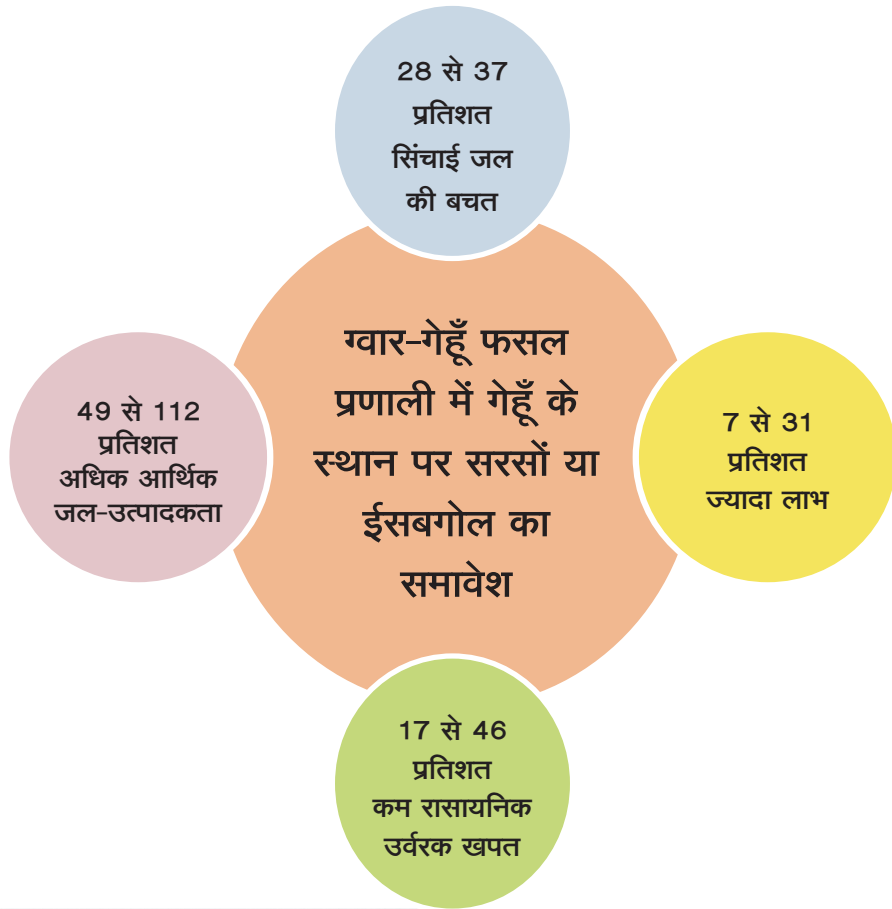 28 से 37
प्रतिशत
सिंचाई जल
की बचत
ग्वार-गेहूँ फसल
प्रणाली में गेहूँ के
स्थान पर सरसों या
ईसबगोल का
समावेश
49 से 112
प्रतिशत
अधिक आर्थिक
जल-उत्पादकता
7 से 31
प्रतिशत
ज्यादा लाभ
17 से 46
प्रतिशत
कम रासायनिक
उर्वरक खपत